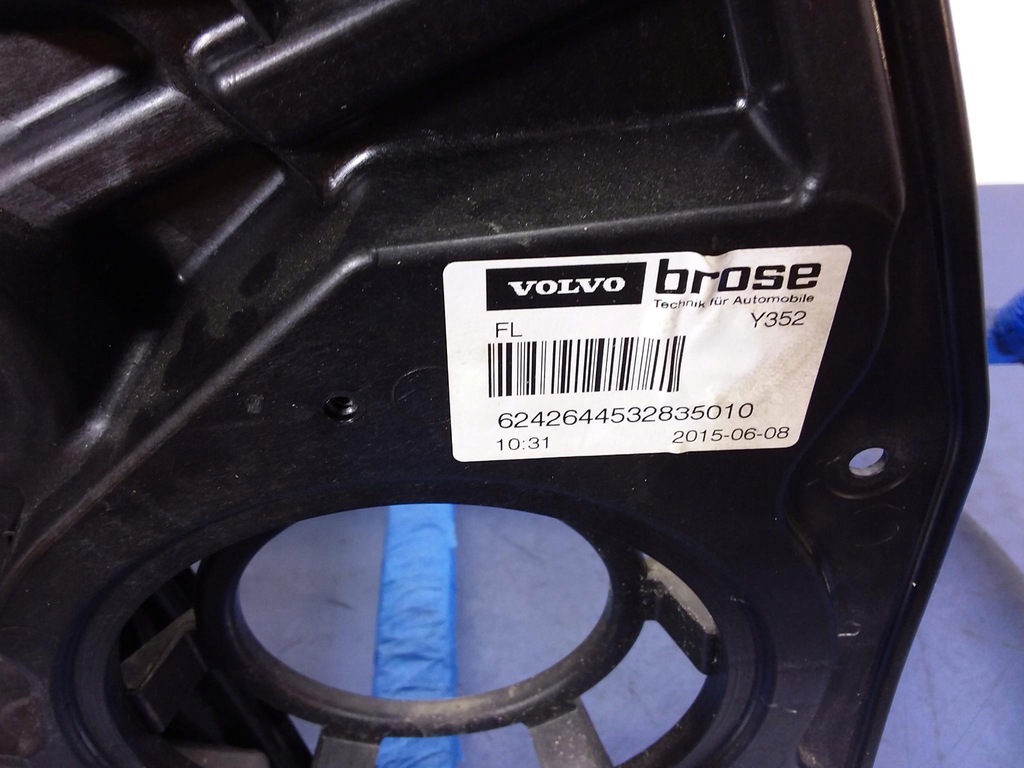 VOLVO brose
Technik für Automobile
FL Y352
6242644532835010
10:31 2015-06-08